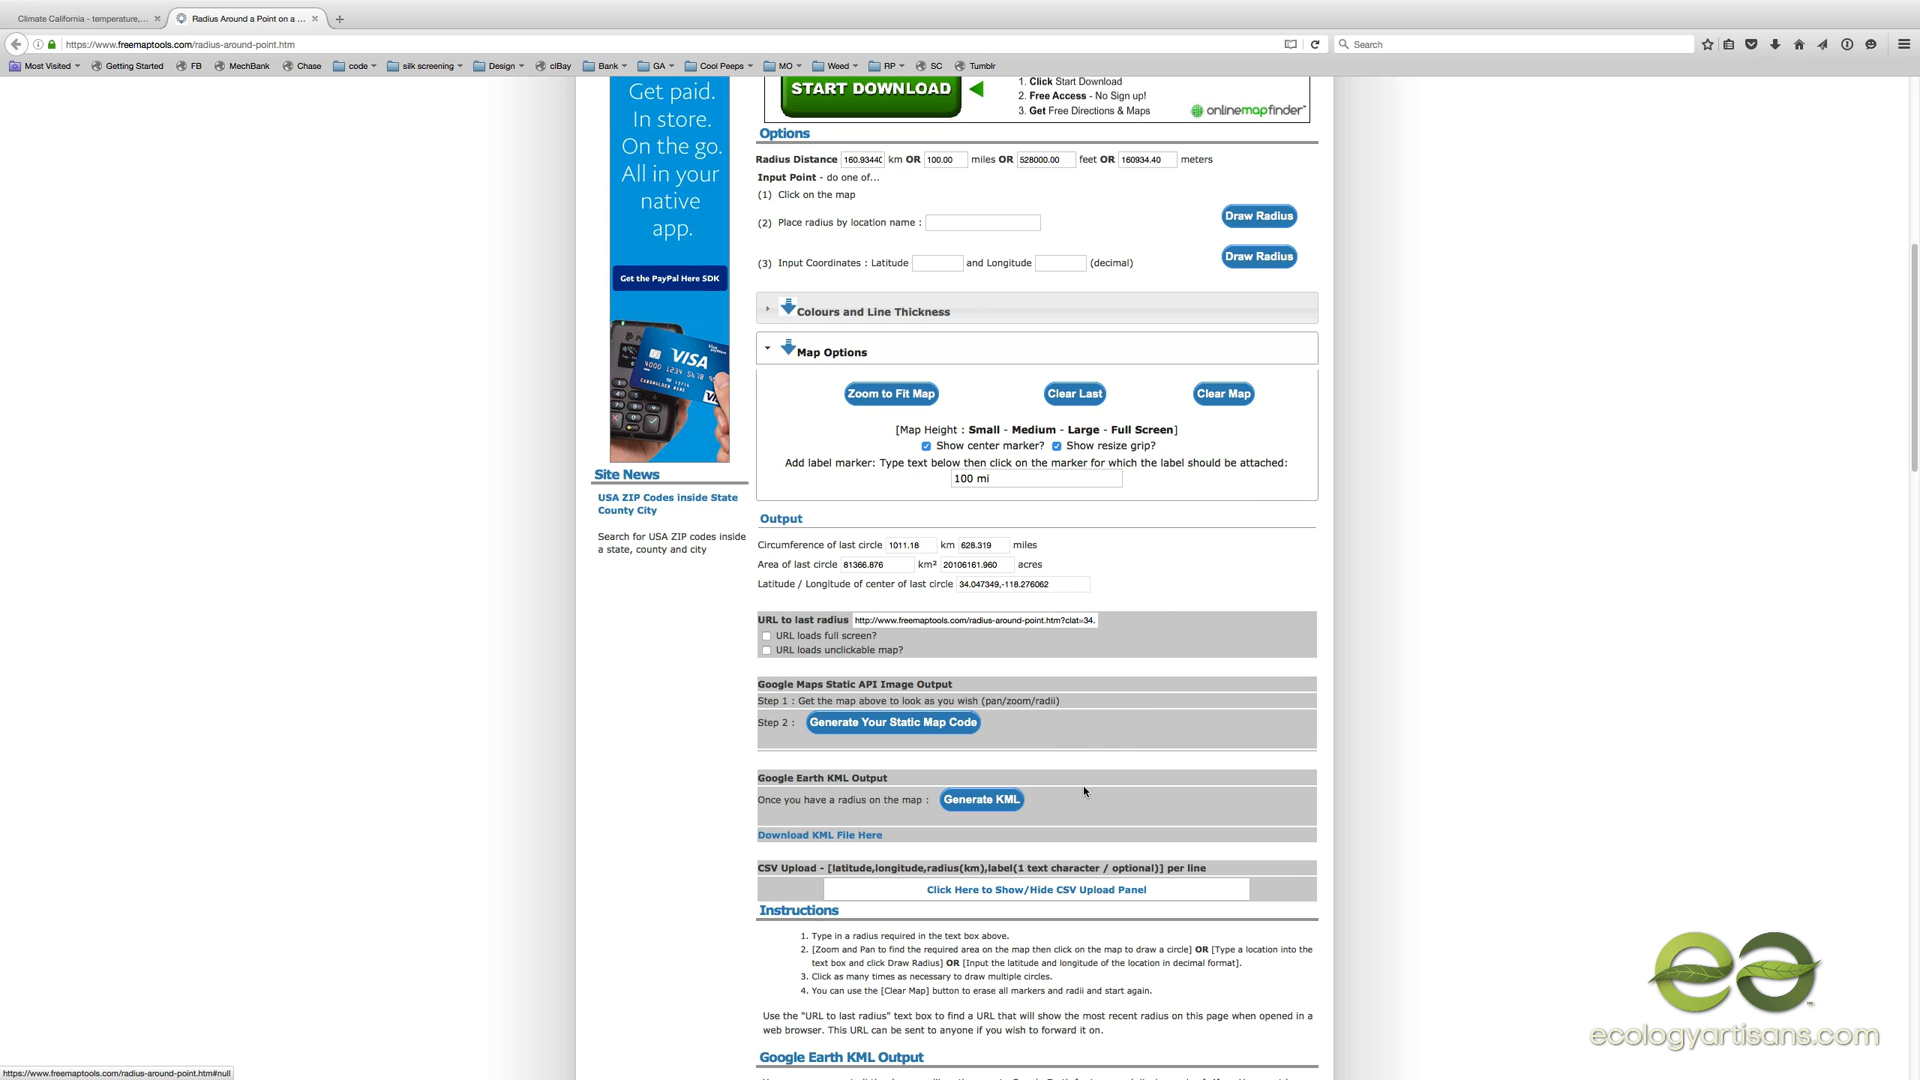 Climate California - temperature,...
Radius Around a Point on a ...
https://www.freemaptools.com/radius-around-point.htm
Search
Most Visited
Getting Started
FB
MechBank
Chase
code
silk screening
Design
clBay
Bank
GA
Cool Peeps
MO
Weed
RP
SC
Tumblr
Get paid.
In store.
On the go.
All in your
native
app.
Get the PayPal Here SDK
VISA
Site News
USA ZIP Codes inside State
County City
Search for USA ZIP codes inside
a state, county and city
START DOWNLOAD
1. Click Start Download
2. Free Access - No Sign up!
3. Get Free Directions & Maps
onlinemapfinder
Options
Radius Distance 160.9344( km OR 100.00 miles OR 528000.00 feet OR 160934.40 meters
Input Point - do one of...
(1) Click on the map
(2) Place radius by location name :
Draw Radius
(3) Input Coordinates : Latitude and Longitude (decimal)
Draw Radius
Colours and Line Thickness
Map Options
Zoom to Fit Map
Clear Last
Clear Map
[Map Height : Small - Medium - Large - Full Screen]
Show center marker? Show resize grip?
Add label marker: Type text below then click on the marker for which the label should be attached:
100 mi
Output
Circumference of last circle 1011.18 km 628.319 miles
Area of last circle 81366.876 km² 20106161.960 acres
Latitude / Longitude of center of last circle 34.047349,-118.276062
URL to last radius http://www.freemaptools.com/radius-around-point.htm?clat=34.
URL loads full screen?
URL loads unclickable map?
Google Maps Static API Image Output
Step 1 : Get the map above to look as you wish (pan/zoom/radii)
Step 2 : Generate Your Static Map Code
Google Earth KML Output
Once you have a radius on the map : Generate KML
Download KML File Here
CSV Upload - [latitude,longitude,radius(km),label(1 text character / optional)] per line
Click Here to Show/Hide CSV Upload Panel
Instructions
1. Type in a radius required in the text box above.
2. [Zoom and Pan to find the required area on the map then click on the map to draw a circle] OR [Type a location into the
text box and click Draw Radius] OR [Input the latitude and longitude of the location in decimal format].
3. Click as many times as necessary to draw multiple circles.
4. You can use the [Clear Map] button to erase all markers and radii and start again.
Use the "URL to last radius" text box to find a URL that will show the most recent radius on this page when opened in a
web browser. This URL can be sent to anyone if you wish to forward it on.
Google Earth KML Output
https://www.freemaptools.com/radius-around-point.htm#null
ecologyartisans.com